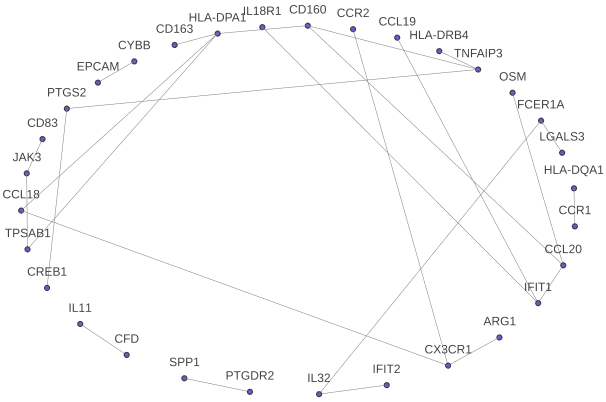 CD160
IL18R1
CCR2
HLA-DPA1
CCL19
CD163
HLA-DRB4
CYBB
TNFAIP3
EPCAM
OSM
PTGS2
FCER1A
CD83
LGALS3
JAK3
HLA-DQA1
CCL18
CCR1
TPSAB1
CCL20
CREB1
IFIT1
IL11
ARG1
CFD
CX3CR1
SPP1
IFIT2
PTGDR2
IL32